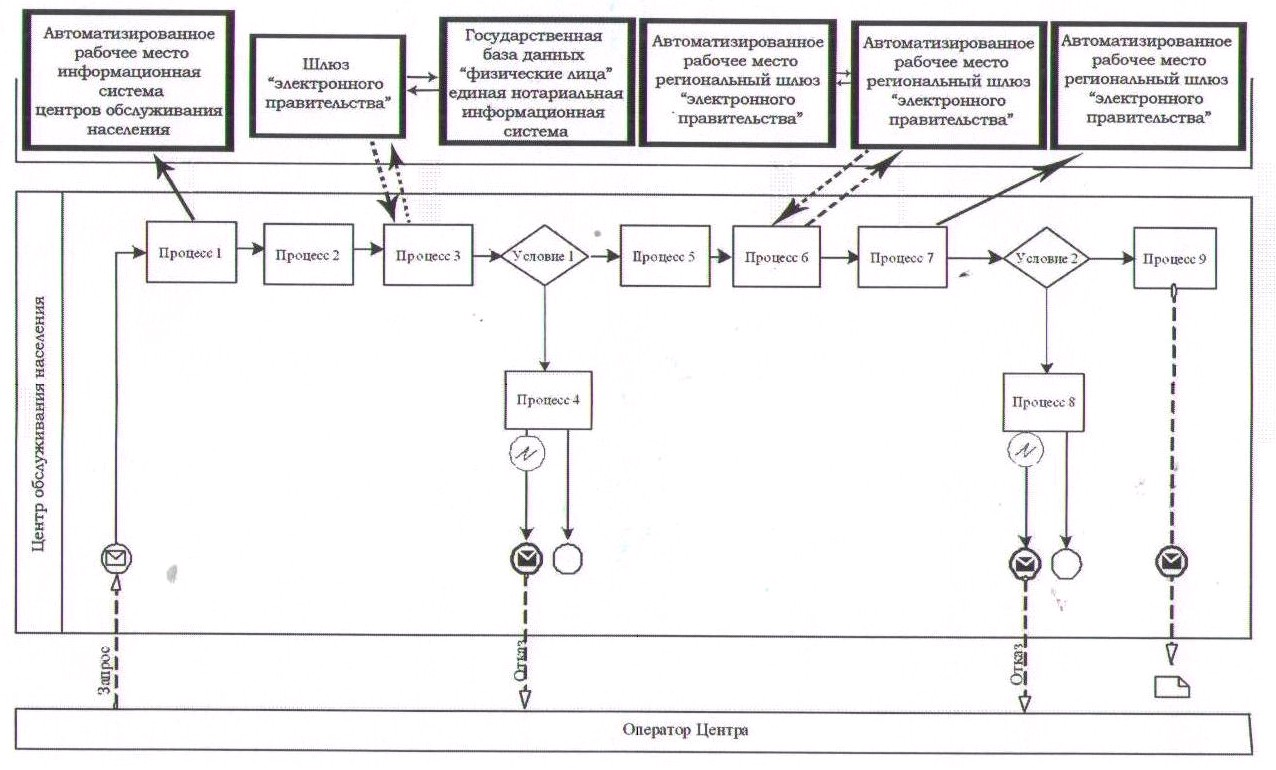 Автоматизированное
рабочее место
информационная
система
центров обслуживания
населения
Шлюз
“электронного
правительства”
Государственная
база данных
“физические лица”
единая нотариальная
информационная
система
Автоматизированное
рабочее место
региональный шлюз
“электронного
правительства”
Автоматизированное
рабочее место
региональный шлюз
“электронного
правительства”
Автоматизированное
рабочее место
региональный шлюз
“электронного
правительства”
Центр обслуживания населения
Процесс 1
Процесс 2
Процесс 3
Условие 1
Процесс 5
Процесс 6
Процесс 7
Условие 2
Процесс 9
Процесс 4
Процесс 8
Запрос
Отказ
Отказ
Оператор Центра